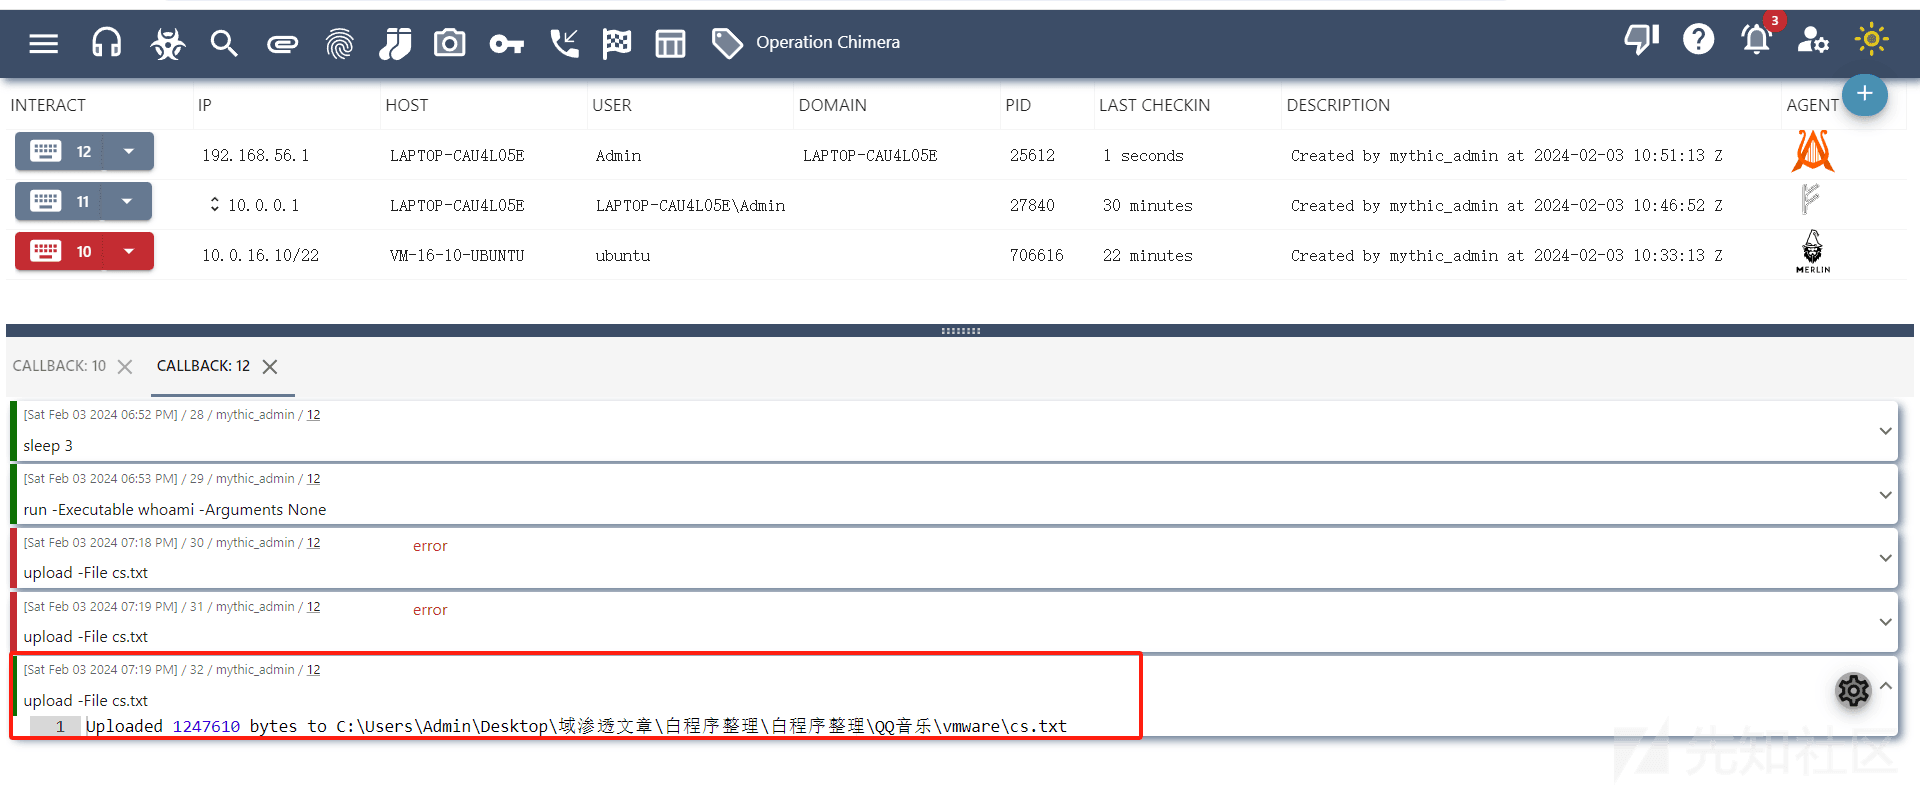 3
Operation Chimera
INTERACT IP HOST USER DOMAIN PID LAST CHECKIN DESCRIPTION AGENT
12 192.168.56.1 LAPTOP-CAU4L05E Admin LAPTOP-CAU4L05E 25612 1 seconds Created by mythic_admin at 2024-02-03 10:51:13 Z
11 10.0.0.1 LAPTOP-CAU4L05E LAPTOP-CAU4L05E\Admin 27840 30 minutes Created by mythic_admin at 2024-02-03 10:46:52 Z
10 10.0.16.10/22 VM-16-10-UBUNTU ubuntu 706616 22 minutes Created by mythic_admin at 2024-02-03 10:33:13 Z
MERLIN
CALLBACK: 10 CALLBACK: 12
[Sat Feb 03 2024 06:52 PM] / 28 / mythic_admin / 12
sleep 3
[Sat Feb 03 2024 06:53 PM] / 29 / mythic_admin / 12
run -Executable whoami -Arguments None
[Sat Feb 03 2024 07:18 PM] / 30 / mythic_admin / 12 error
upload -File cs.txt
[Sat Feb 03 2024 07:19 PM] / 31 / mythic_admin / 12 error
upload -File cs.txt
[Sat Feb 03 2024 07:19 PM] / 32 / mythic_admin / 12
upload -File cs.txt
1 Uploaded 1247610 bytes to C:\Users\Admin\Desktop\域渗透文章\白程序整理\白程序整理\QQ音乐\vmware\cs.txt
先知社区